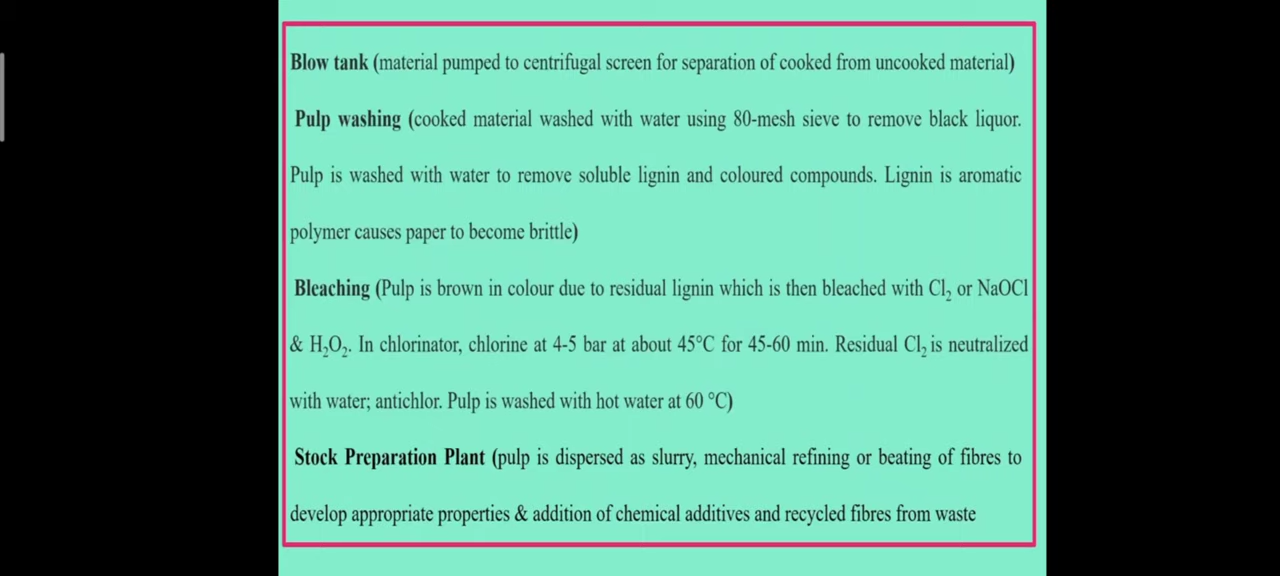 Blow tank (material pumped to centrifugal screen for separation of cooked from uncooked material)
Pulp washing (cooked material washed with water using 80-mesh sieve to remove black liquor.
Pulp is washed with water to remove soluble lignin and coloured compounds. Lignin is aromatic
polymer causes paper to become brittle)
Bleaching (Pulp is brown in colour due to residual lignin which is then bleached with Cl₂ or NaOCl
& H₂O₂. In chlorinator, chlorine at 4-5 bar at about 45°C for 45-60 min. Residual Cl₂ is neutralized
with water; antichlor. Pulp is washed with hot water at 60 °C)
Stock Preparation Plant (pulp is dispersed as slurry, mechanical refining or beating of fibres to
develop appropriate properties & addition of chemical additives and recycled fibres from waste